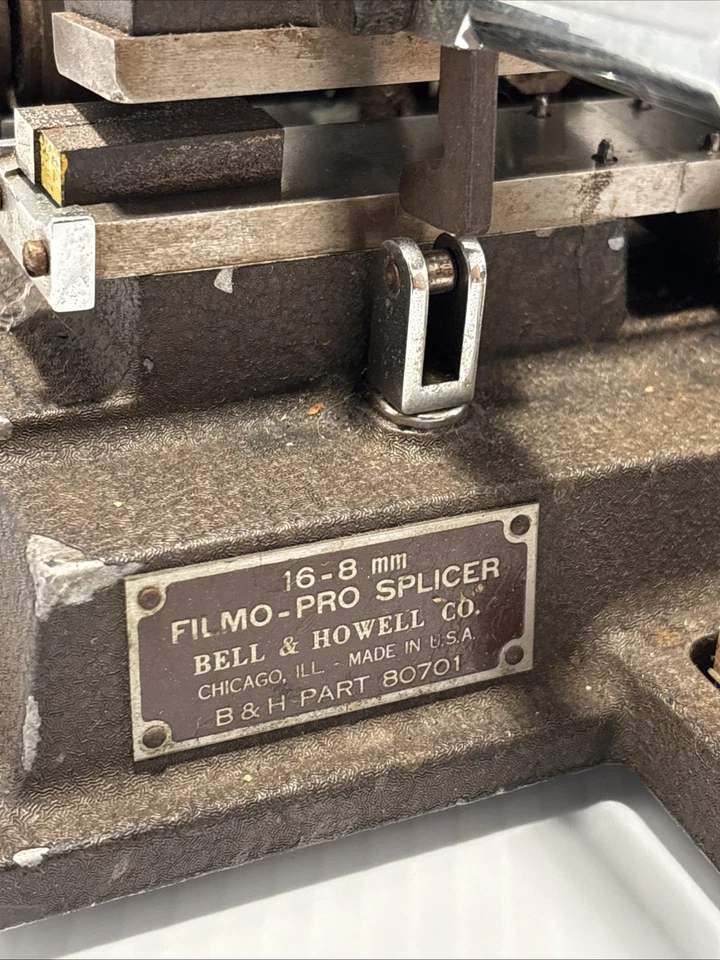 16-8 mm
FILMO-PRO SPLICER
BELL & HOWELL CO.
CHICAGO, ILL. - MADE IN U.S.A.
B & H PART 80701